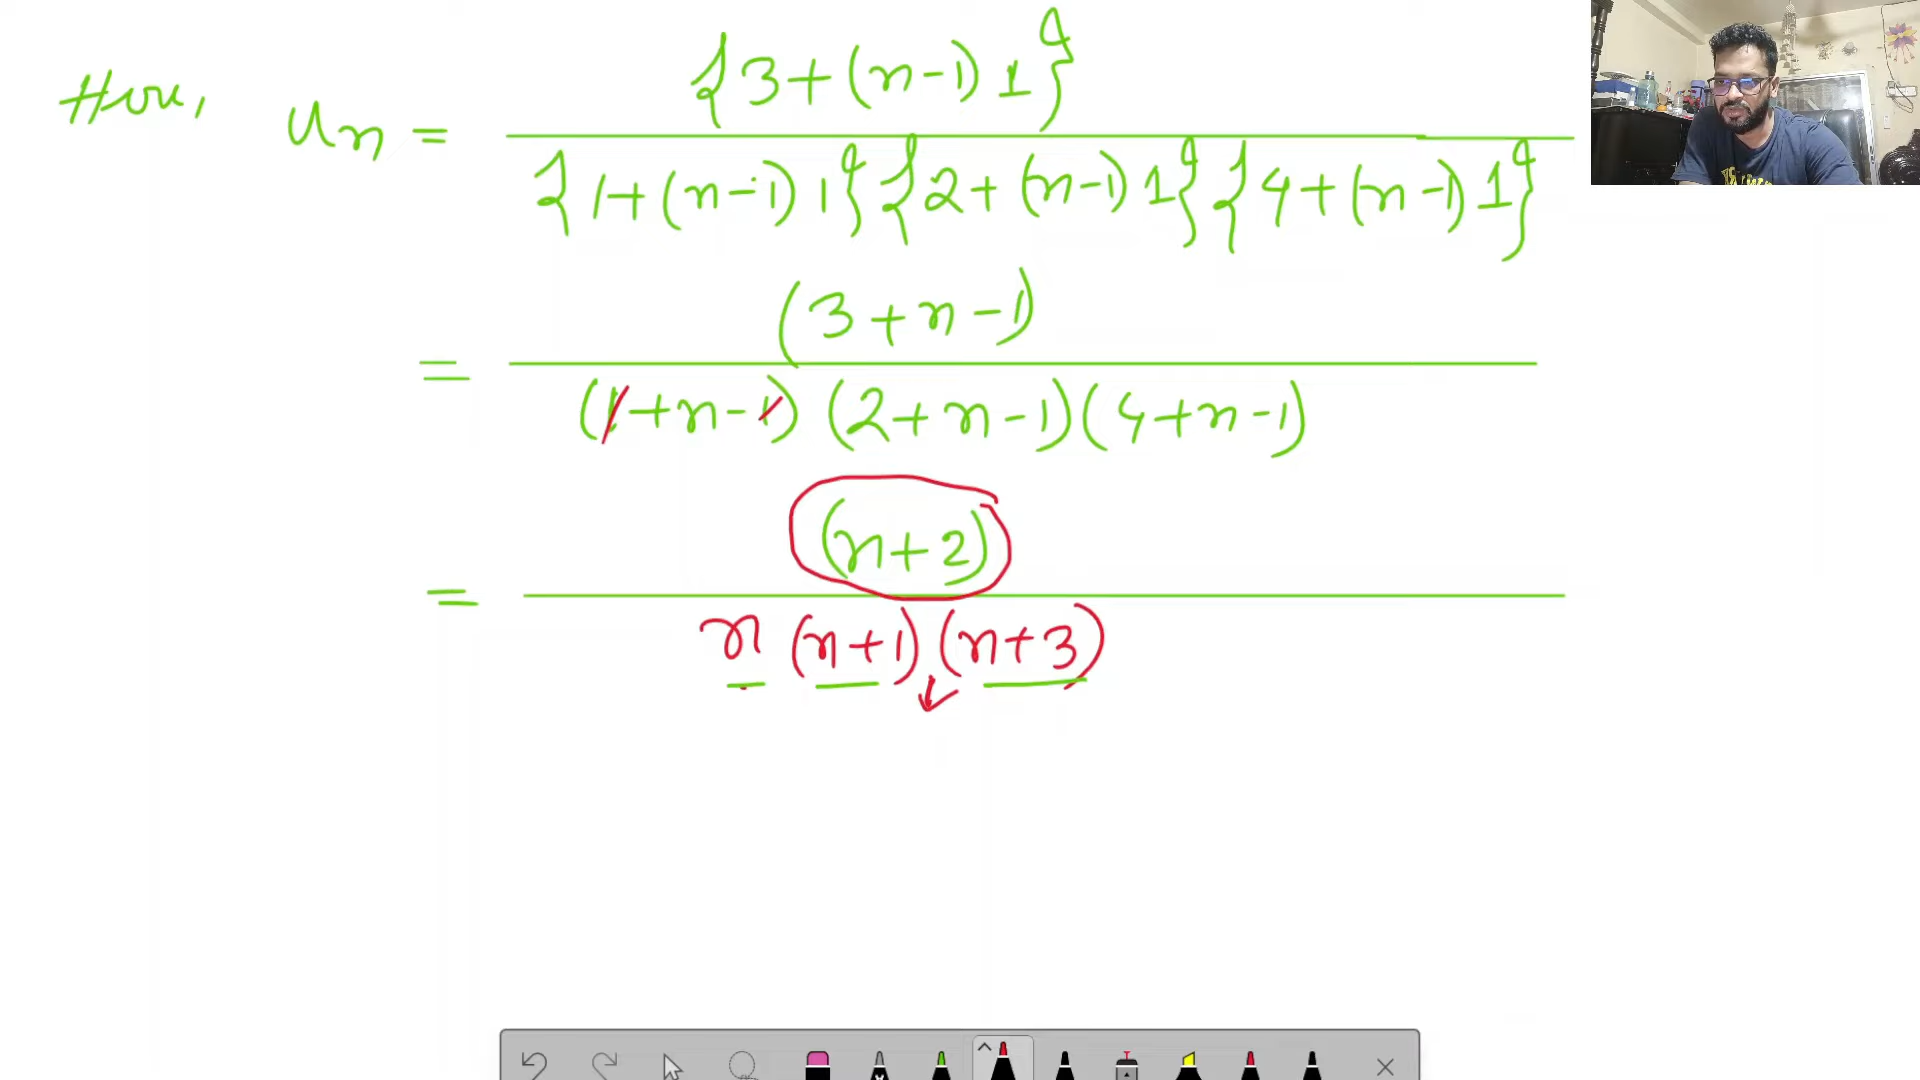 Here, Un = {3+(n-1)1} / {1+(n-1)1}{2+(n-1)1}{4+(n-1)1}
= (3+n-1) / (1+n-1)(2+n-1)(4+n-1)
= (n+2) / n(n+1)(n+3)